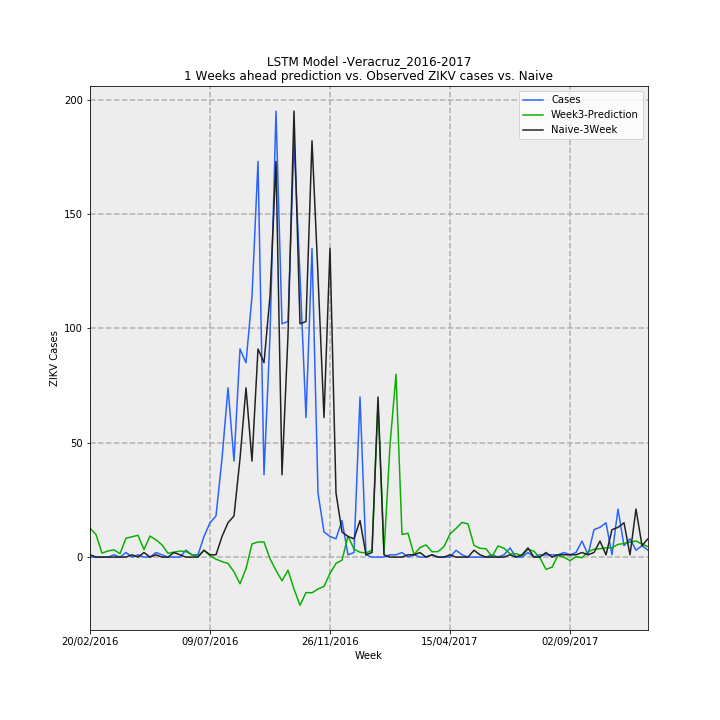 LSTM Model -Veracruz_2016-2017
1 Weeks ahead prediction vs. Observed ZIKV cases vs. Naive
Cases
Week3-Prediction
Naive-3Week
200
150
100
50
0
ZIKV Cases
20/02/2016
09/07/2016
26/11/2016
15/04/2017
02/09/2017
Week